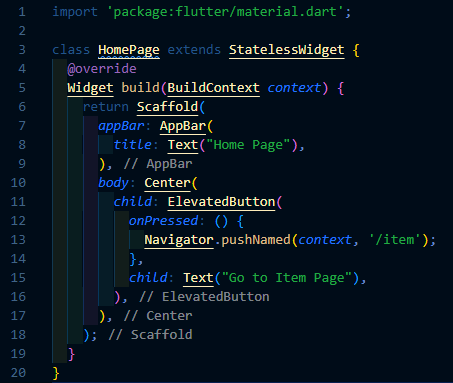 1 import 'package:flutter/material.dart';
2
3 class HomePage extends StatelessWidget {
4   @override
5   Widget build(BuildContext context) {
6     return Scaffold(
7       appBar: AppBar(
8         title: Text("Home Page"),
9       ), // AppBar
10       body: Center(
11         child: ElevatedButton(
12           onPressed: () {
13             Navigator.pushNamed(context, '/item');
14           },
15           child: Text("Go to Item Page"),
16         ), // ElevatedButton
17       ), // Center
18     ); // Scaffold
19   }
20 }